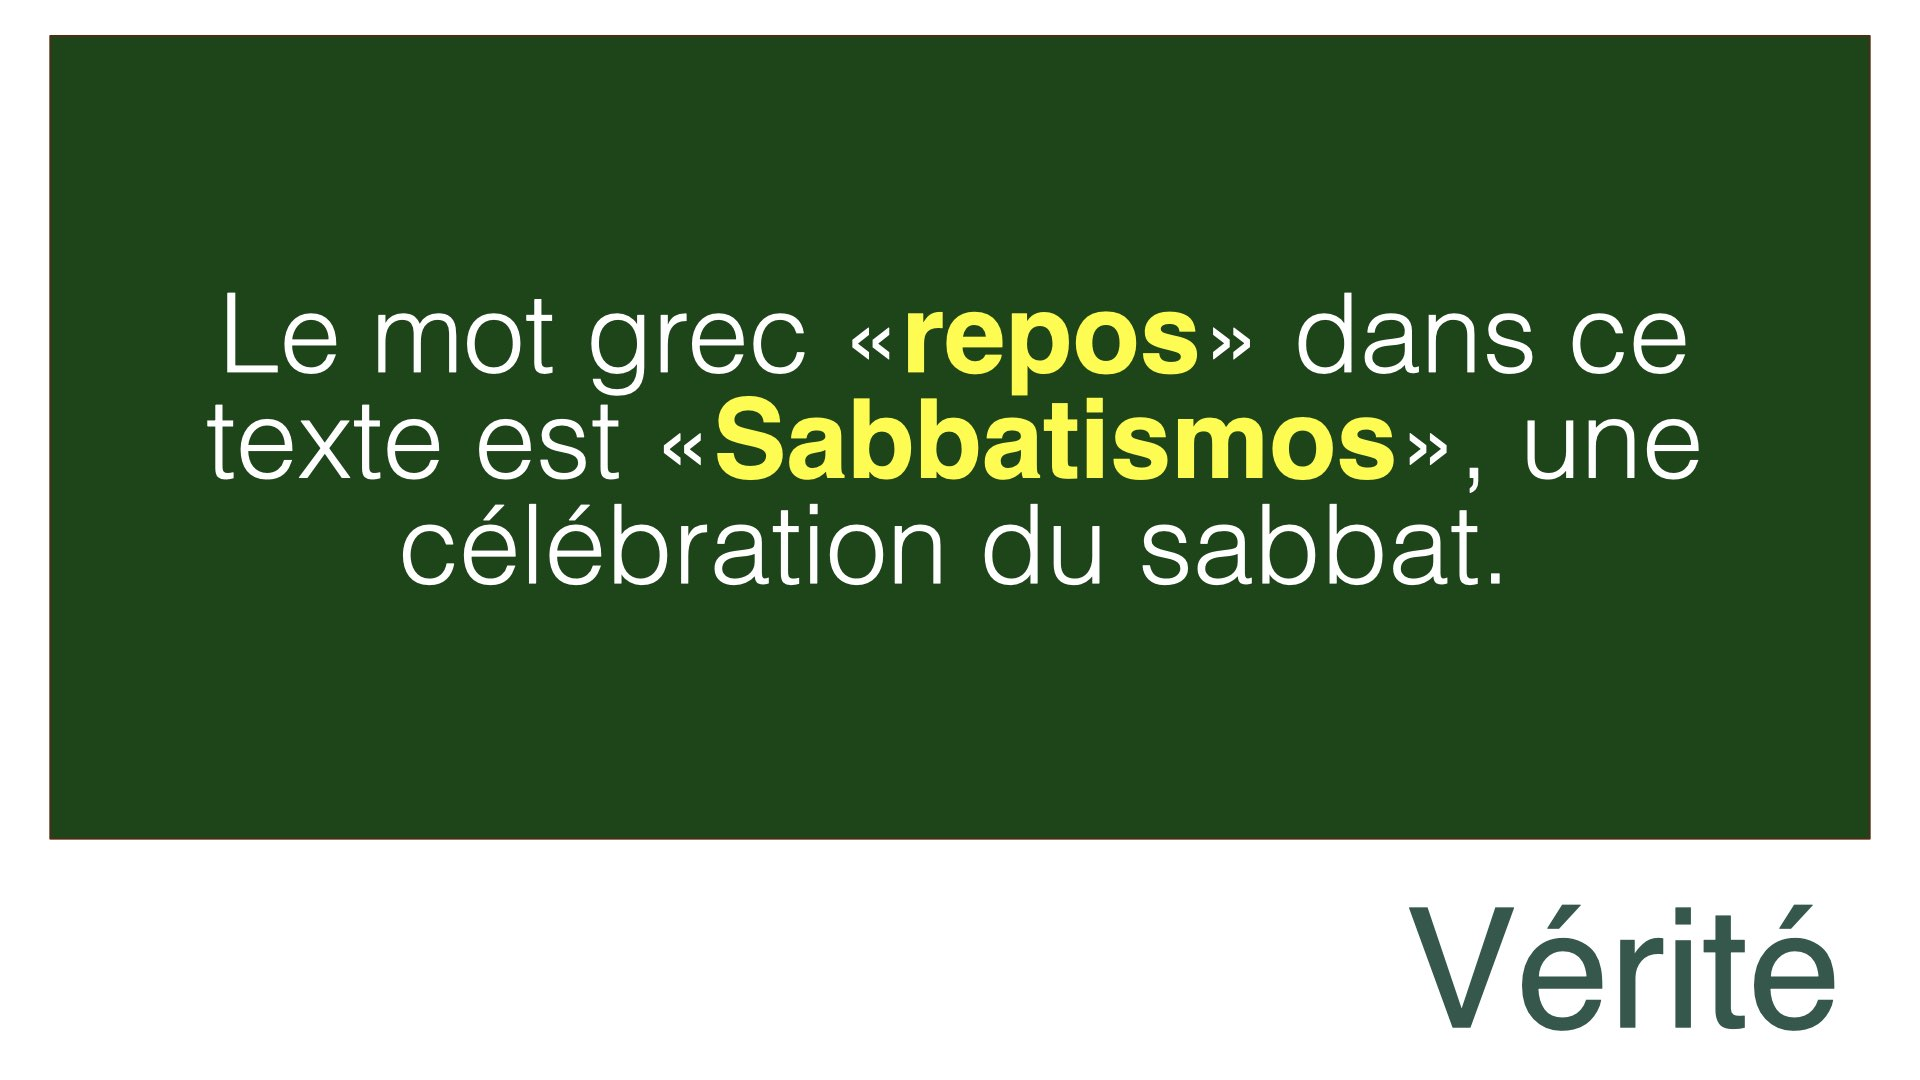 Le mot grec «repos» dans ce
texte est «Sabbatismos», une
célébration du sabbat.
Vérité